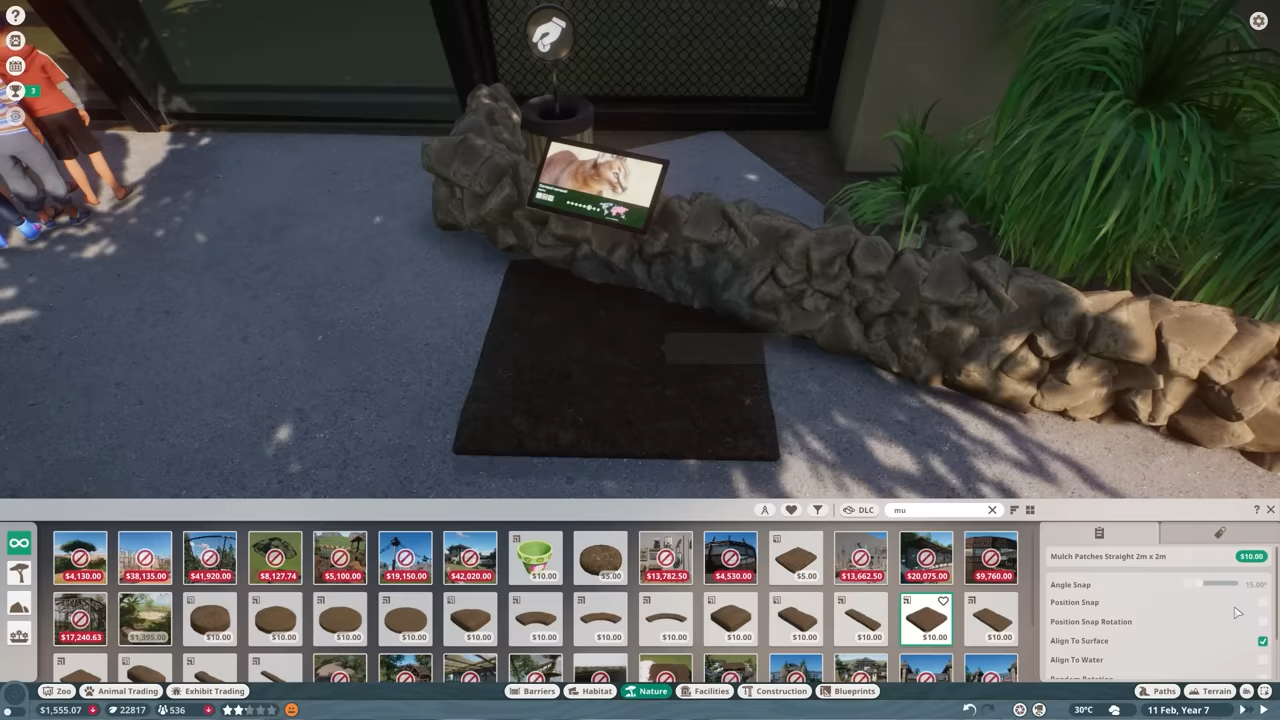 ?
3
DLC
mu
?
$4,130.00
$38,135.00
$41,920.00
$8,127.74
$5,100.00
$19,150.00
$42,020.00
$10.00
$5.00
$13,782.50
$4,530.00
$5.00
$13,662.50
$20,075.00
$9,760.00
$17,240.63
$1,395.00
$10.00
$10.00
$10.00
$10.00
$10.00
$10.00
$10.00
$10.00
$10.00
$10.00
$10.00
$10.00
$10.00
Mulch Patches Straight 2m x 2m
$10.00
Angle Snap
15.00°
Position Snap
Position Snap Rotation
Align To Surface
Align To Water
Random Rotation
Zoo
Animal Trading
Exhibit Trading
Barriers
Habitat
Nature
Facilities
Construction
Blueprints
Paths
Terrain
$1,555.07
22817
536
30°C
11 Feb, Year 7